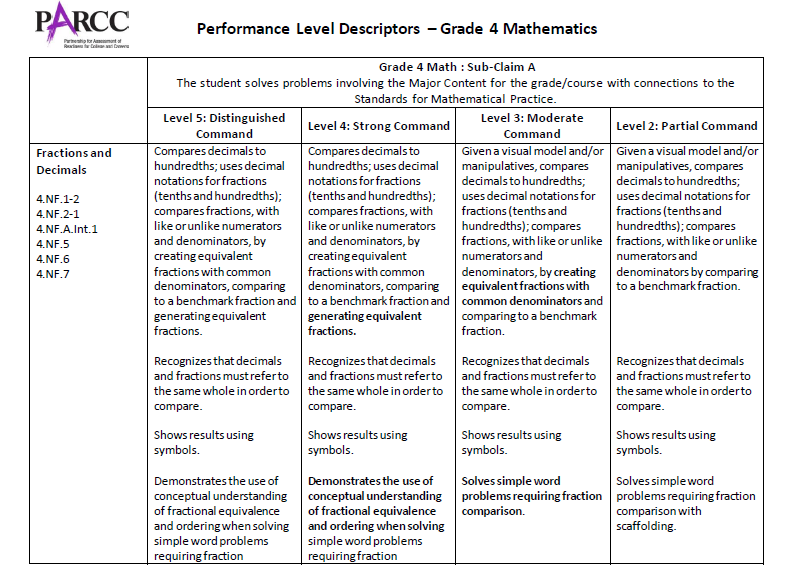 PARCC
Partnership for Assessment of
Readiness for College and Careers
Performance Level Descriptors – Grade 4 Mathematics
Grade 4 Math : Sub-Claim A
The student solves problems involving the Major Content for the grade/course with connections to the
Standards for Mathematical Practice.
Level 5: Distinguished
Command
Level 4: Strong Command
Level 3: Moderate
Command
Level 2: Partial Command
Fractions and
Decimals
4.NF.1-2
4.NF.2-1
4.NF.A.Int.1
4.NF.5
4.NF.6
4.NF.7
Compares decimals to
hundredths; uses decimal
notations for fractions
(tenths and hundredths);
compares fractions, with
like or unlike numerators
and denominators, by
creating equivalent
fractions with common
denominators, comparing
to a benchmark fraction and
generating equivalent
fractions.
Recognizes that decimals
and fractions must refer to
the same whole in order to
compare.
Shows results using
symbols.
Demonstrates the use of
conceptual understanding
of fractional equivalence
and ordering when solving
simple word problems
requiring fraction
Compares decimals to
hundredths; uses decimal
notations for fractions
(tenths and hundredths);
compares fractions, with
like or unlike numerators
and denominators, by
creating equivalent
fractions with common
denominators, comparing
to a benchmark fraction and
generating equivalent
fractions.
Recognizes that decimals
and fractions must refer to
the same whole in order to
compare.
Shows results using
symbols.
Demonstrates the use of
conceptual understanding
of fractional equivalence
and ordering when solving
simple word problems
requiring fraction
Given a visual model and/or
manipulatives, compares
decimals to hundredths;
uses decimal notations for
fractions (tenths and
hundredths); compares
fractions, with like or unlike
numerators and
denominators, by creating
equivalent fractions with
common denominators and
comparing to a benchmark
fraction.
Recognizes that decimals
and fractions must refer to
the same whole in order to
compare.
Shows results using
symbols.
Solves simple word
problems requiring fraction
comparison.
Given a visual model and/or
manipulatives, compares
decimals to hundredths;
uses decimal notations for
fractions (tenths and
hundredths); compares
fractions, with like or unlike
numerators and
denominators by comparing
to a benchmark fraction.
Recognizes that decimals
and fractions must refer to
the same whole in order to
compare.
Shows results using
symbols.
Solves simple word
problems requiring fraction
comparison with
scaffolding.